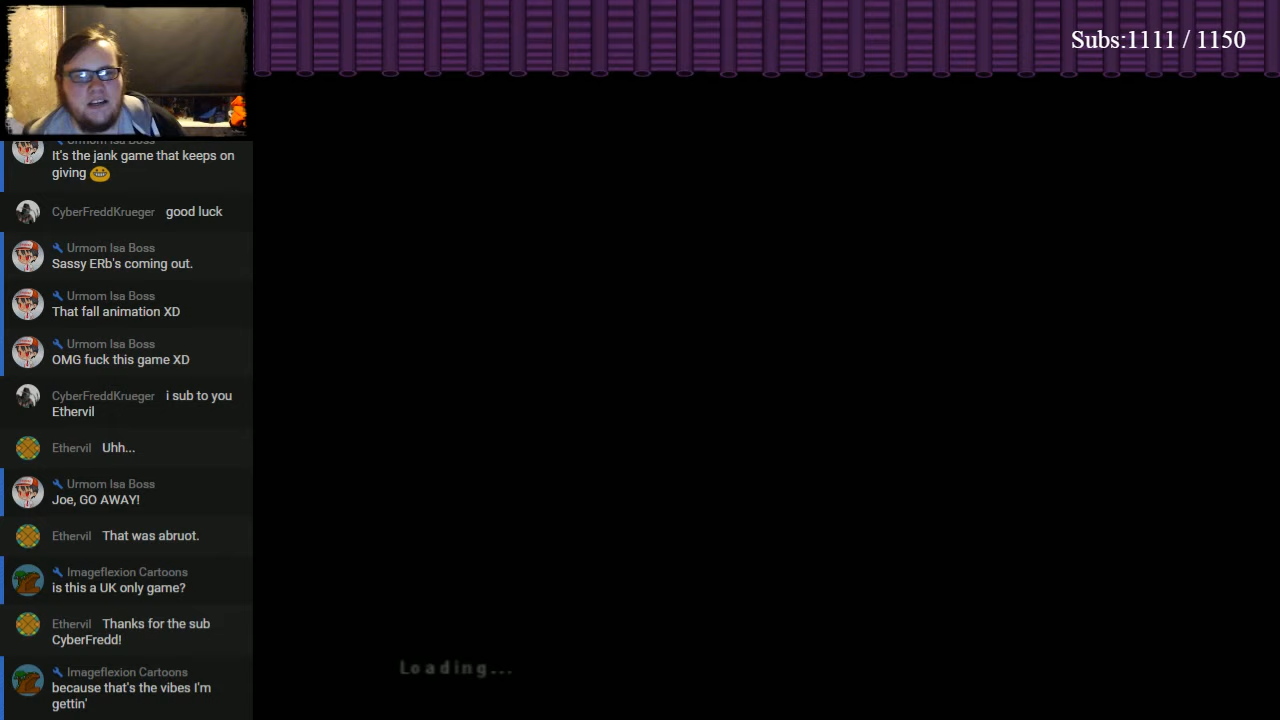 Subs:1111 / 1150
Urmom Isa Boss
It's the jank game that keeps on
giving
CyberFreddKrueger good luck
Urmom Isa Boss
Sassy ERb's coming out.
Urmom Isa Boss
That fall animation XD
Urmom Isa Boss
OMG fuck this game XD
CyberFreddKrueger i sub to you
Ethervil
Ethervil Uhh...
Urmom Isa Boss
Joe, GO AWAY!
Ethervil That was abruot.
Imageflexion Cartoons
is this a UK only game?
Ethervil Thanks for the sub
CyberFredd!
Imageflexion Cartoons
because that's the vibes I'm
gettin'
Loading...